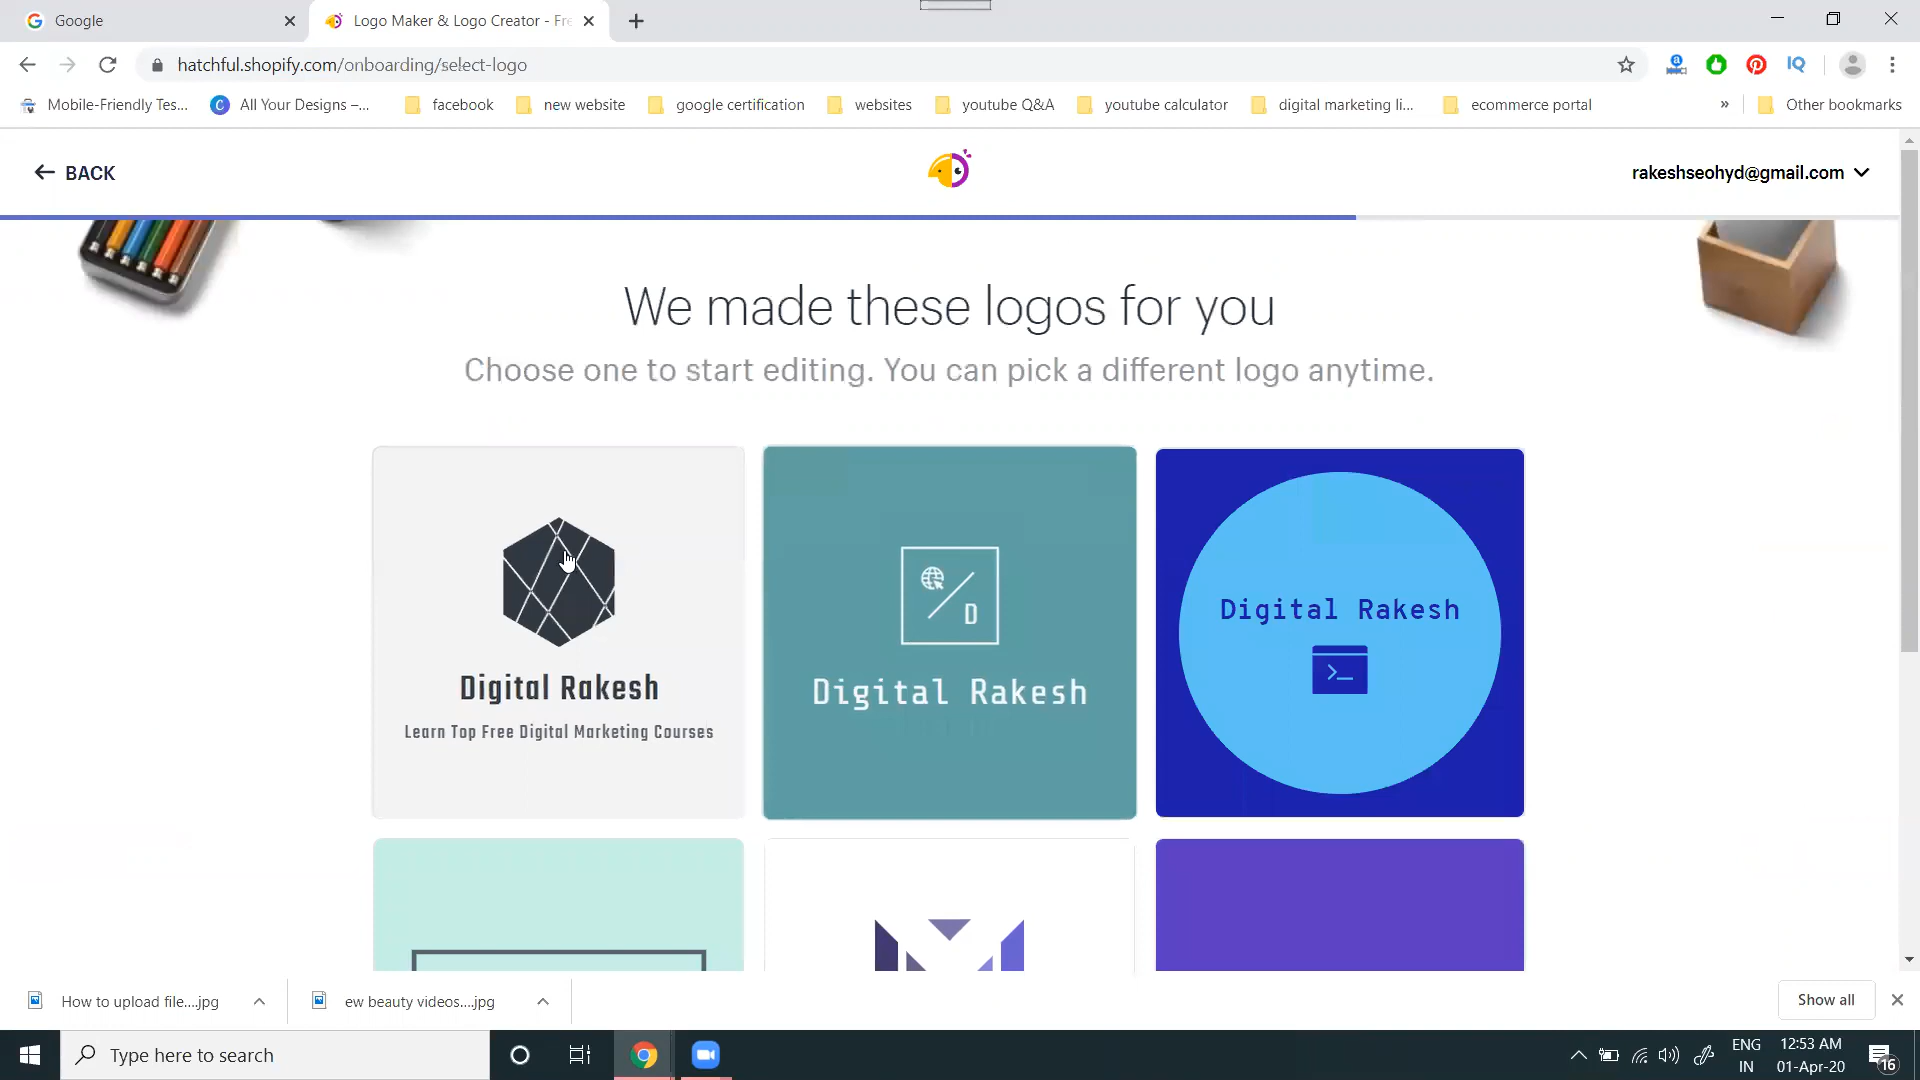 Google
Logo Maker & Logo Creator - Fre
hatchful.shopify.com/onboarding/select-logo
Mobile-Friendly Tes...
All Your Designs –...
facebook
new website
google certification
websites
youtube Q&A
youtube calculator
digital marketing li...
ecommerce portal
»
Other bookmarks
BACK
rakeshseohyd@gmail.com
We made these logos for you
Choose one to start editing. You can pick a different logo anytime.
Digital Rakesh
Learn Top Free Digital Marketing Courses
D
Digital Rakesh
Digital Rakesh
>_
How to upload file....jpg
ew beauty videos....jpg
Show all
Type here to search
ENG
IN
12:53 AM
01-Apr-20
16